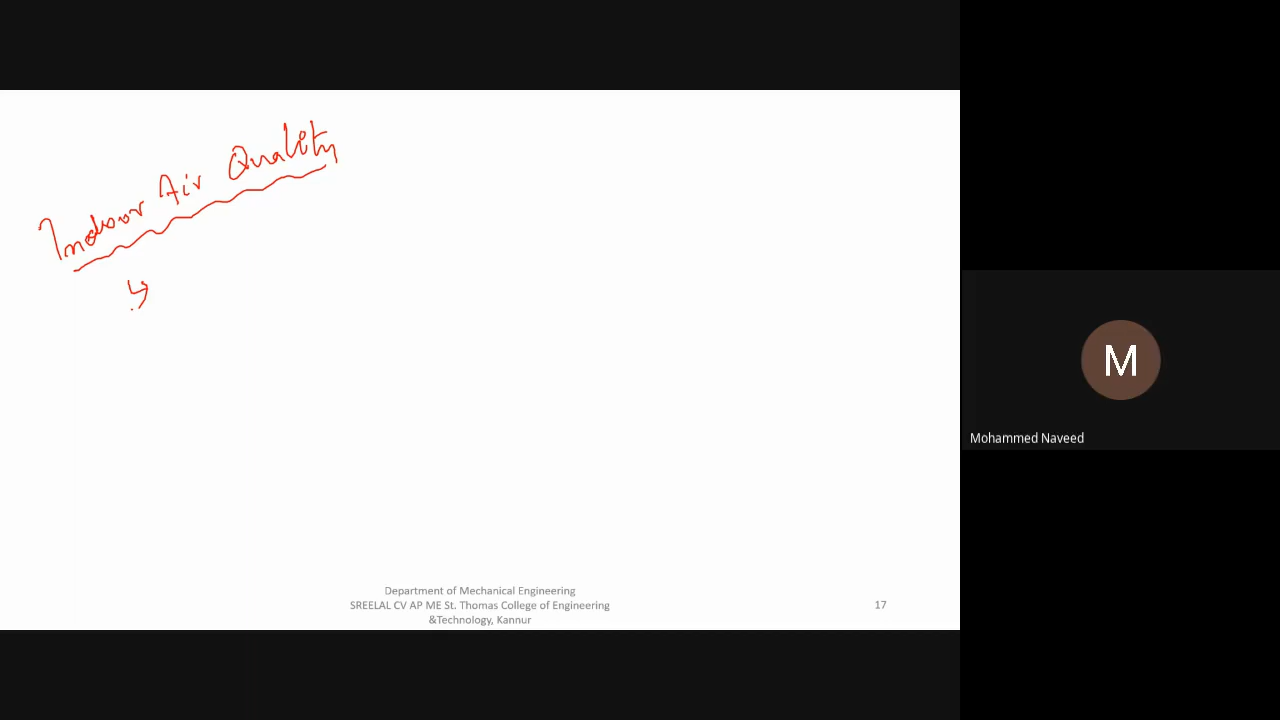 Indoor Air Quality
M
Mohammed Naveed
Department of Mechanical Engineering
SREELAL CV AP ME St. Thomas College of Engineering
&Technology, Kannur
17